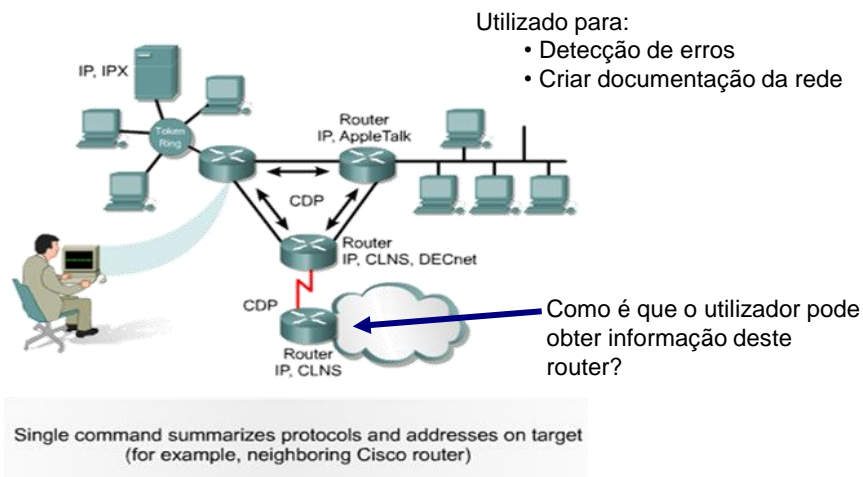 Utilizado para:
• Detecção de erros
• Criar documentação da rede
IP, IPX
Token
Ring
Router
IP, AppleTalk
CDP
Router
IP, CLNS, DECnet
CDP
Router
IP, CLNS
Como é que o utilizador pode
obter informação deste
router?
Single command summarizes protocols and addresses on target
(for example, neighboring Cisco router)